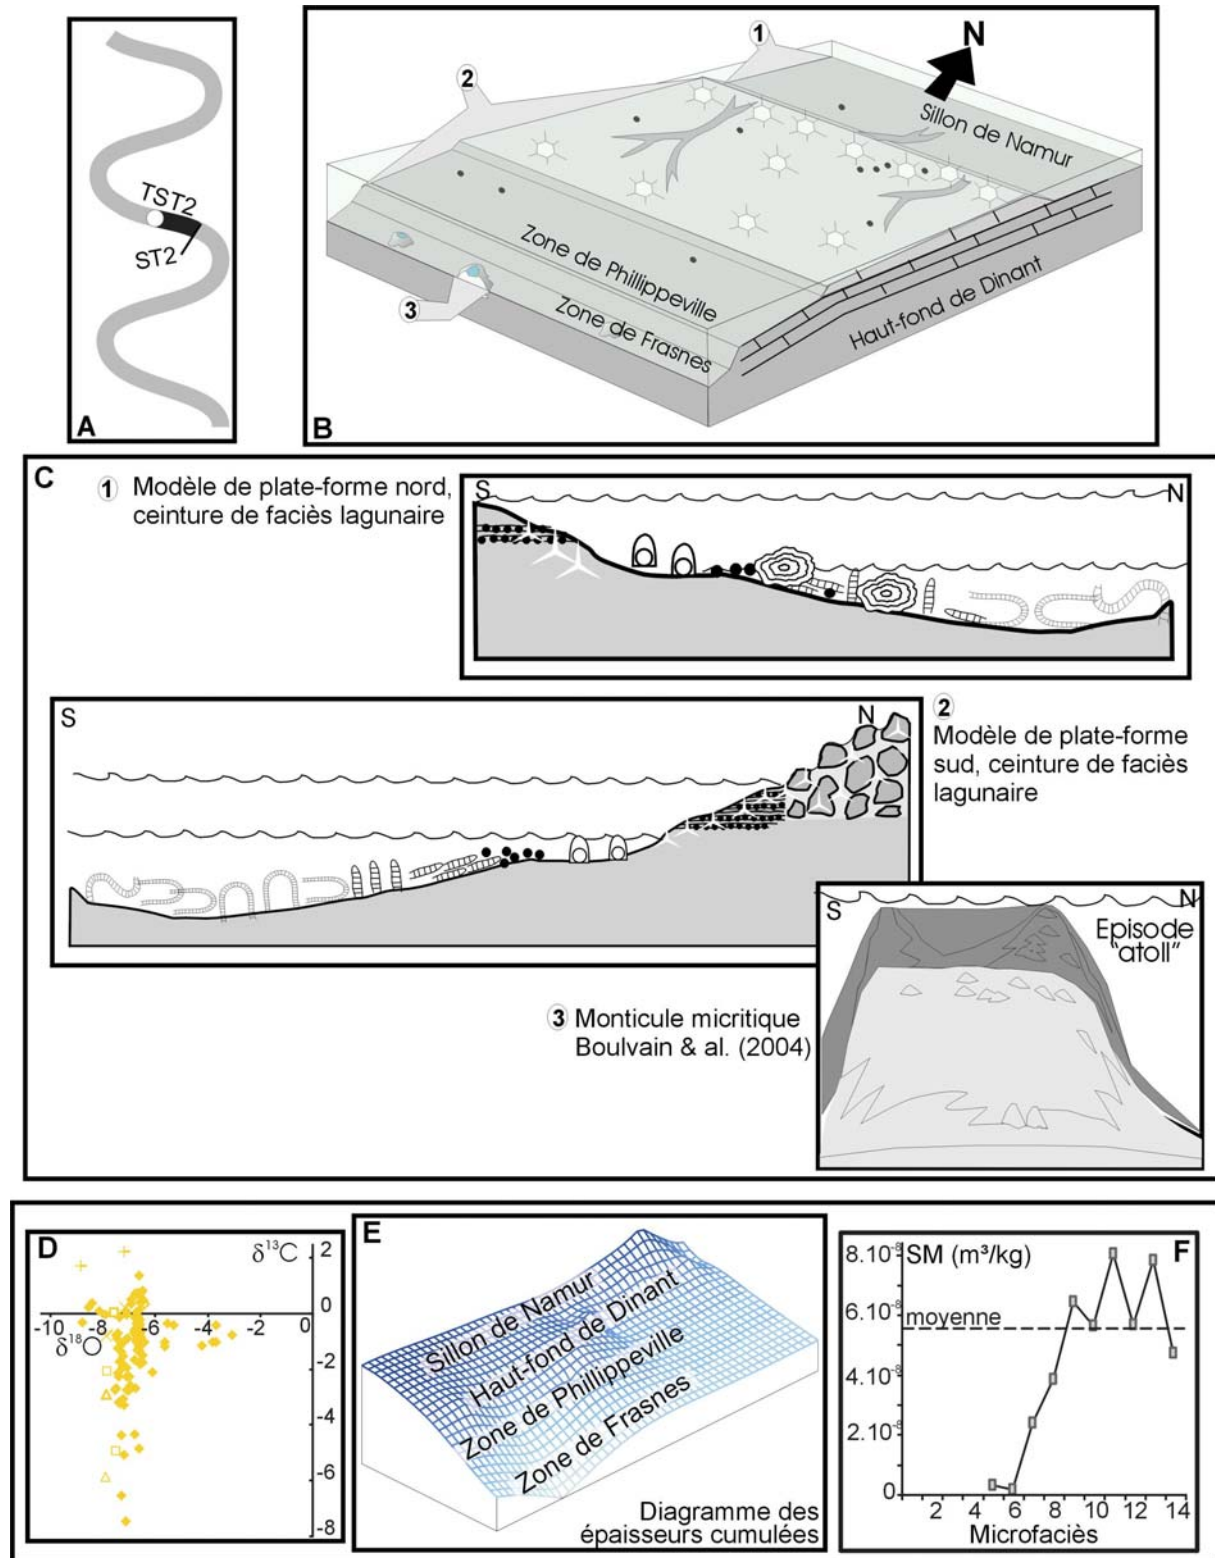 A
TST2
ST2
B
1
2
3
N
Sillon de Namur
Zone de Phillippeville
Zone de Frasnes
Haut-fond de Dinant
C
1 Modèle de plate-forme nord,
ceinture de faciès lagunaire
S
N
S
N
2
Modèle de plate-forme
sud, ceinture de faciès
lagunaire
3 Monticule micritique
Boulvain & al. (2004)
S
N
Episode
"atoll"
D
δ¹³C
2
0
-10 -8 -6 -4 -2 0
δ¹⁸O
-2
-4
-6
-8
E
Sillon de Namur
Haut-fond de Dinant
Zone de Phillippeville
Zone de Frasnes
Diagramme des
épaisseurs cumulées
F
8.10⁻⁸ SM (m³/kg)
6.10⁻⁸ moyenne
4.10⁻⁸
2.10⁻⁸
0
2 4 6 8 10 12 14
Microfaciès